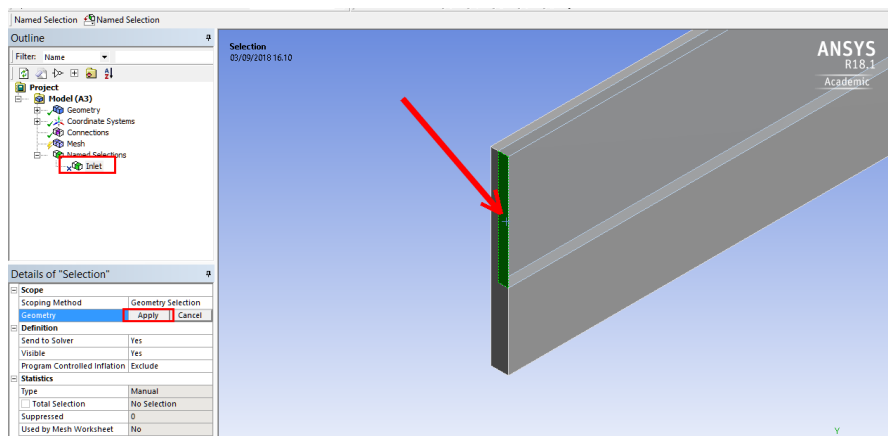 Named Selection Named Selection
Outline
Filter: Name
Project
Model (A3)
Geometry
Coordinate Systems
Connections
Mesh
Named Selections
Inlet
Details of "Selection"
Scope
Scoping Method Geometry Selection
Geometry Apply Cancel
Definition
Send to Solver Yes
Visible Yes
Program Controlled Inflation Exclude
Statistics
Type Manual
Total Selection No Selection
Suppressed 0
Used by Mesh Worksheet No
Selection
03/09/2018 16.10
ANSYS
R18.1
Academic
Y